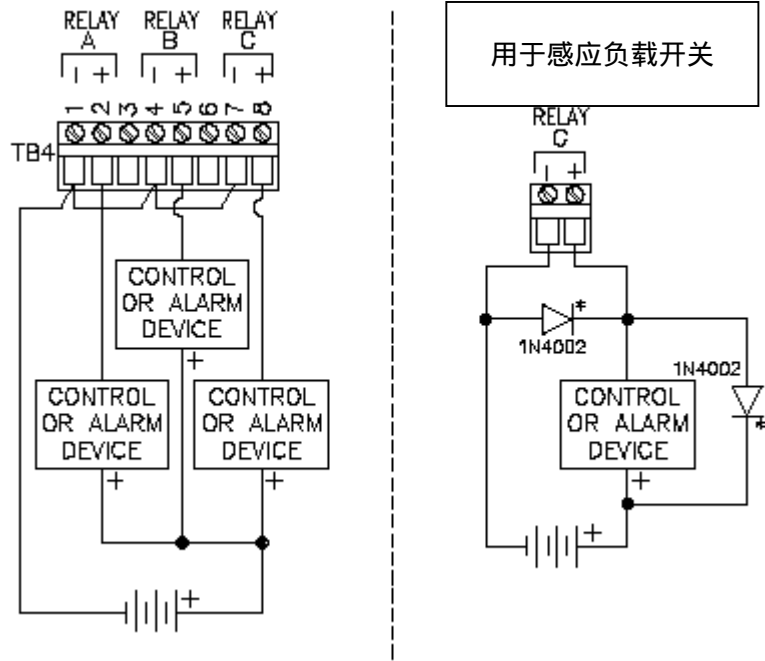 RELAY A
RELAY B
RELAY C
- + - + - +
1 2 3 4 5 6 7 8
TB4
CONTROL
OR ALARM
DEVICE
+
CONTROL
OR ALARM
DEVICE
+
CONTROL
OR ALARM
DEVICE
+
+
用于感应负载开关
RELAY
C
- +
*
1N4002
1N4002
*
CONTROL
OR ALARM
DEVICE
+
+